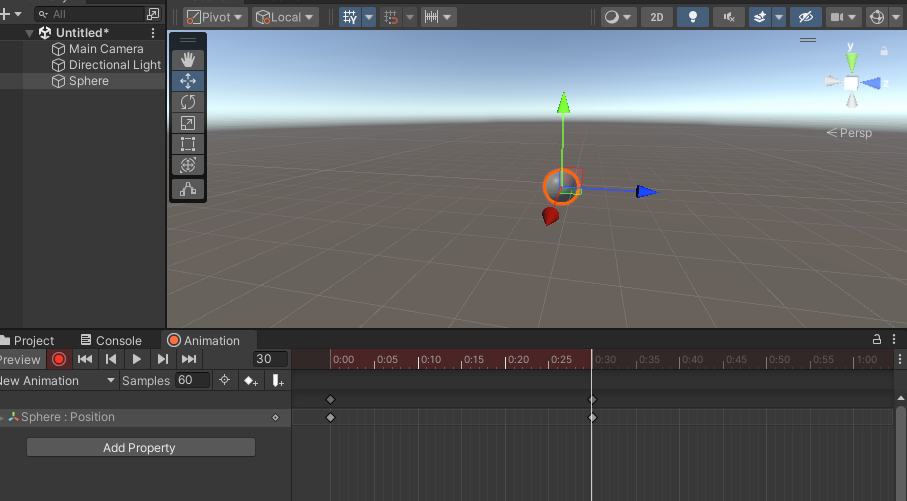 Pivot Local 2D
All
Untitled*
Main Camera
Directional Light
Sphere
y
z
Persp
Project Console Animation
Preview 30 0:00 0:05 0:10 0:15 0:20 0:25 0:30 0:35 0:40 0:45 0:50 0:55 1:00
New Animation Samples 60
Sphere : Position
Add Property